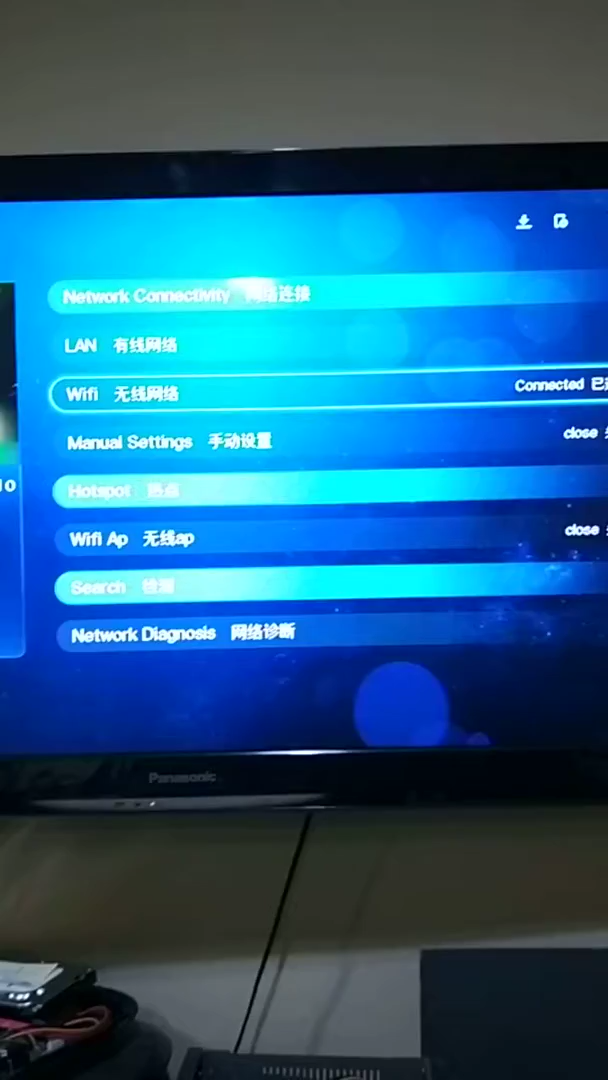 Network Connectivity 网络连接
LAN 有线网络
Wifi 无线网络 Connected 已
Manual Settings 手动设置 close
Hotspot 热点
Wifi Ap 无线ap close
Search 检测
Network Diagnosis 网络诊断
Panasonic